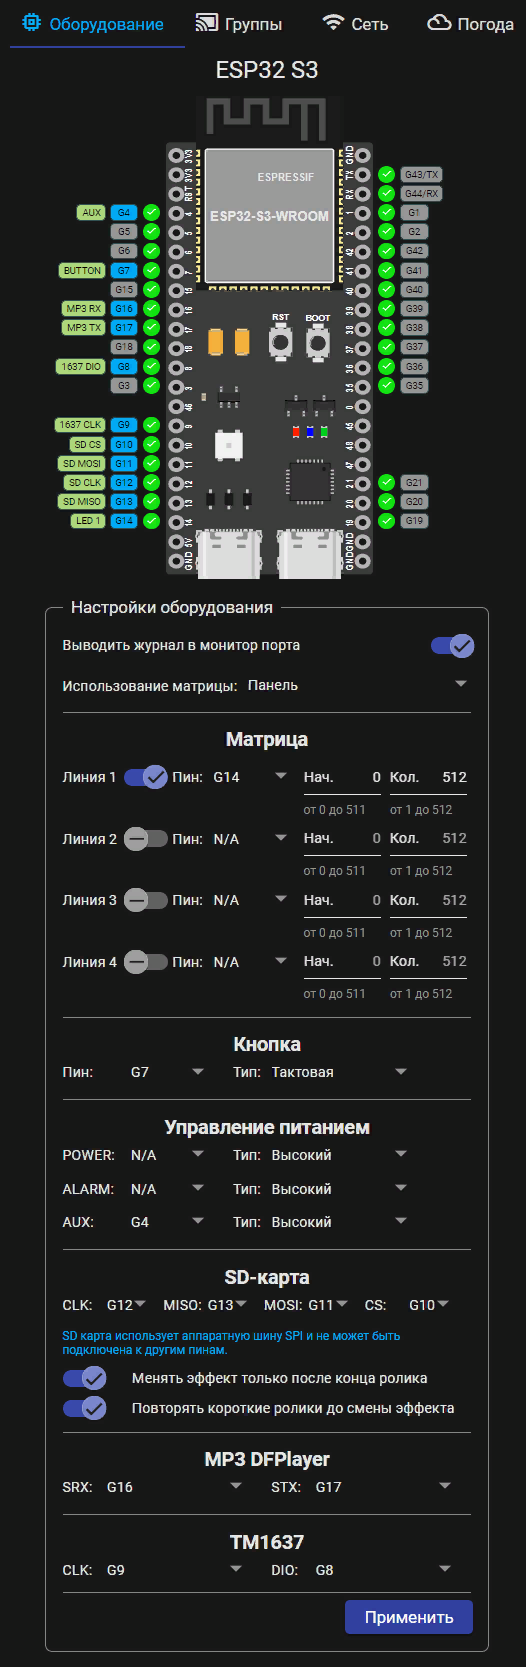 Оборудование Группы Сеть Погода
ESP32 S3
3V3 GND
3V3 TX G43/TX
RST RX G44/RX
ESPRESSIF
AUX G4 4 ESP32-S3-WROOM 1 G1
G5 5 2 G2
G6 6 42 G42
BUTTON G7 7 41 G41
G15 15 40 G40
MP3 RX G16 16 39 G39
RST BOOT
MP3 TX G17 17 38 G38
G18 18 37 G37
1637 DIO G8 8 36 G36
G3 3 35 G35
46 0
1637 CLK G9 9 45
SD CS G10 10 48
SD MOSI G11 11 47
SD CLK G12 12 21 G21
SD MISO G13 13 20 G20
LED 1 G14 14 19 G19
5V GND
GND GND
Настройки оборудования
Выводить журнал в монитор порта
Использование матрицы: Панель
Матрица
Линия 1 Пин: G14 Нач. 0 Кол. 512
от 0 до 511 от 1 до 512
Линия 2 Пин: N/A Нач. 0 Кол. 512
от 0 до 511 от 1 до 512
Линия 3 Пин: N/A Нач. 0 Кол. 512
от 0 до 511 от 1 до 512
Линия 4 Пин: N/A Нач. 0 Кол. 512
от 0 до 511 от 1 до 512
Кнопка
Пин: G7 Тип: Тактовая
Управление питанием
POWER: N/A Тип: Высокий
ALARM: N/A Тип: Высокий
AUX: G4 Тип: Высокий
SD-карта
CLK: G12 MISO: G13 MOSI: G11 CS: G10
SD карта использует аппаратную шину SPI и не может быть
подключена к другим пинам.
Менять эффект только после конца ролика
Повторять короткие ролики до смены эффекта
MP3 DFPlayer
SRX: G16 STX: G17
TM1637
CLK: G9 DIO: G8
Применить